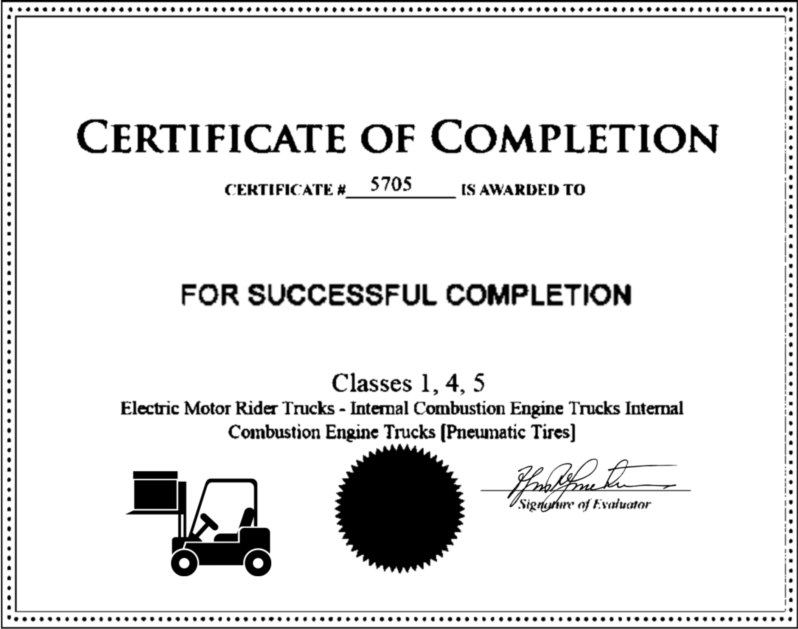 CERTIFICATE OF COMPLETION
CERTIFICATE # 5705 IS AWARDED TO
FOR SUCCESSFUL COMPLETION
Classes 1, 4, 5
Electric Motor Rider Trucks - Internal Combustion Engine Trucks Internal
Combustion Engine Trucks [Pneumatic Tires]
Signature of Evaluator